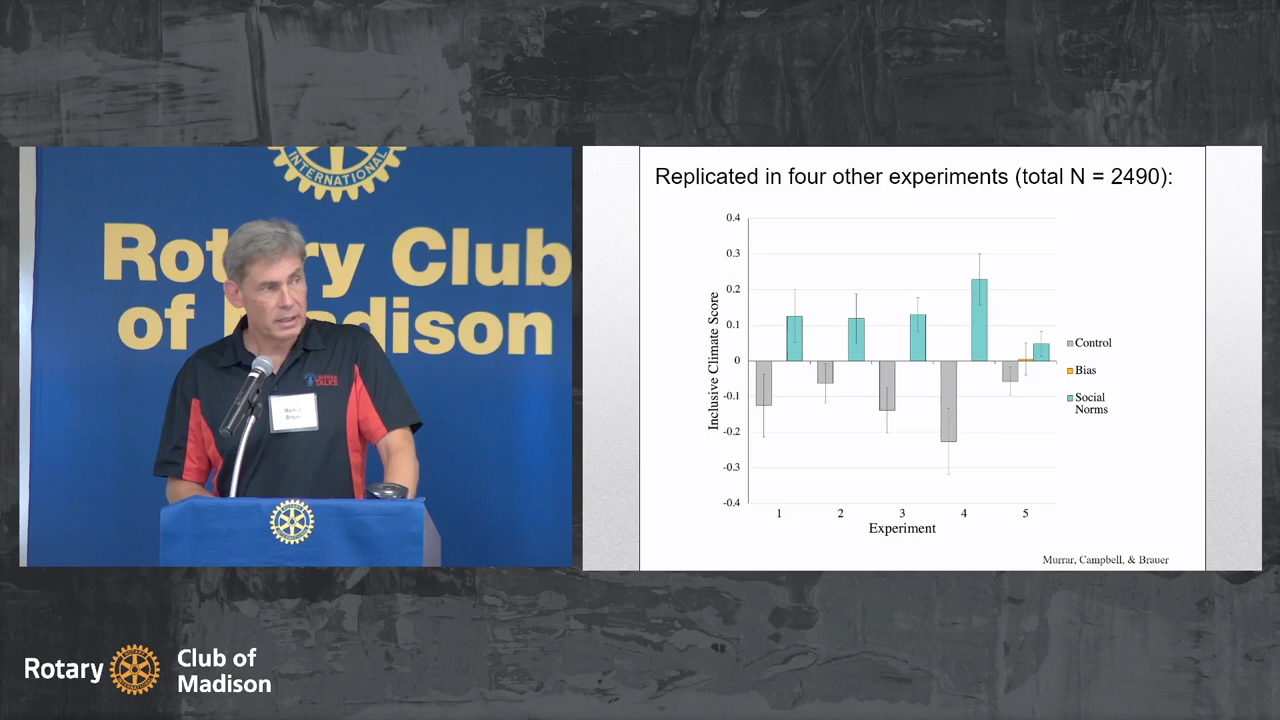 INTERNATIONAL
Rotary Club
of Madison
TALKS
Replicated in four other experiments (total N = 2490):
Inclusive Climate Score
0.4
0.3
0.2
0.1
0
-0.1
-0.2
-0.3
-0.4
1 2 3 4 5
Experiment
Control
Bias
Social
Norms
Murrar, Campbell, & Brauer
Rotary
Club of
Madison